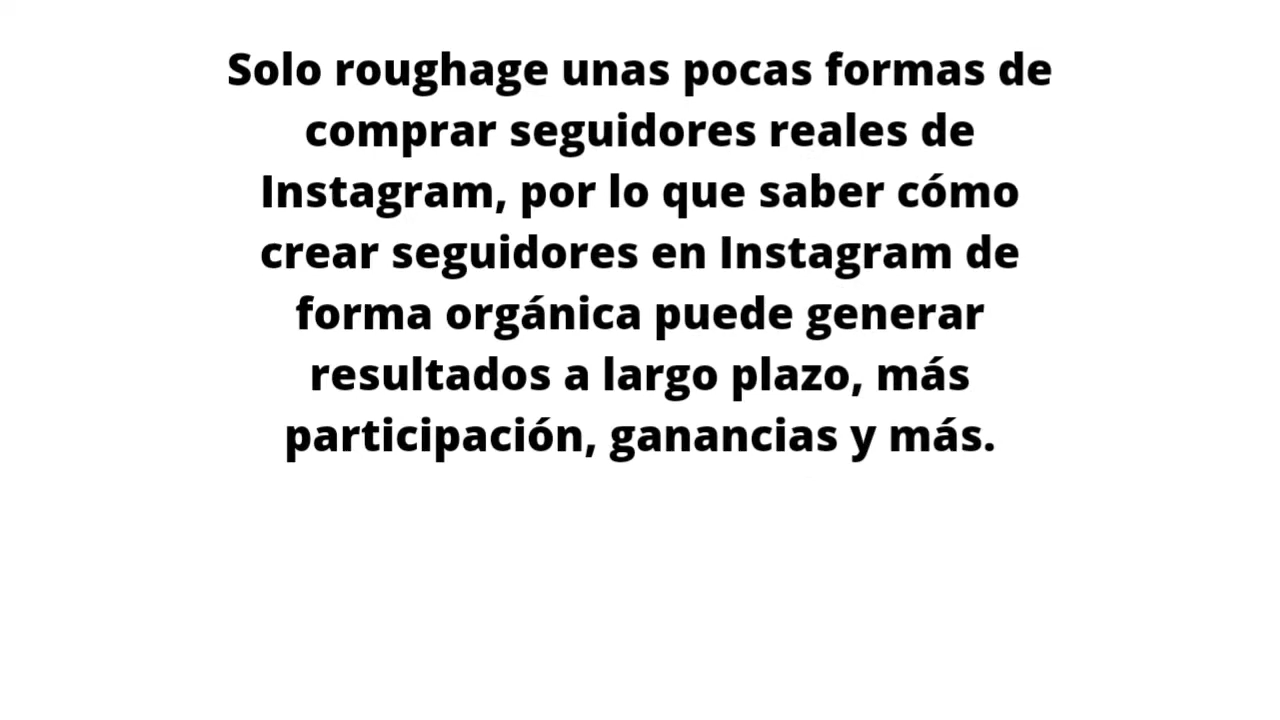 Solo roughage unas pocas formas de
comprar seguidores reales de
Instagram, por lo que saber cómo
crear seguidores en Instagram de
forma orgánica puede generar
resultados a largo plazo, más
participación, ganancias y más.